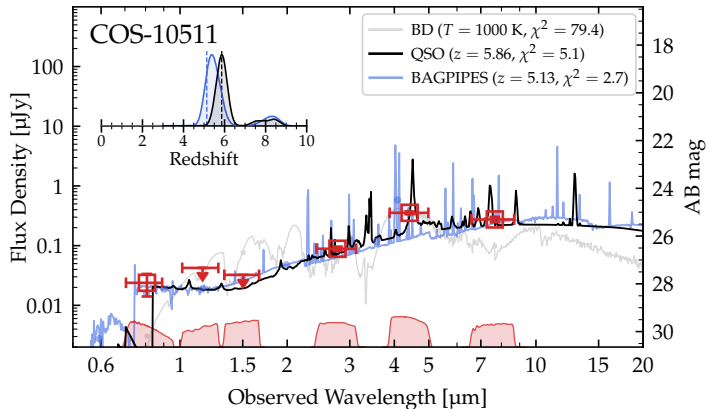 COS-10511
BD (T = 1000 K, χ² = 79.4)
QSO (z = 5.86, χ² = 5.1)
BAGPIPES (z = 5.13, χ² = 2.7)
0 2 4 6 8 10
Redshift
Flux Density [μJy]
100
10
1
0.1
0.01
18
20
22
24
26
28
30
AB mag
0.6 1 1.5 2 3 4 5 7 10 15 20
Observed Wavelength [μm]